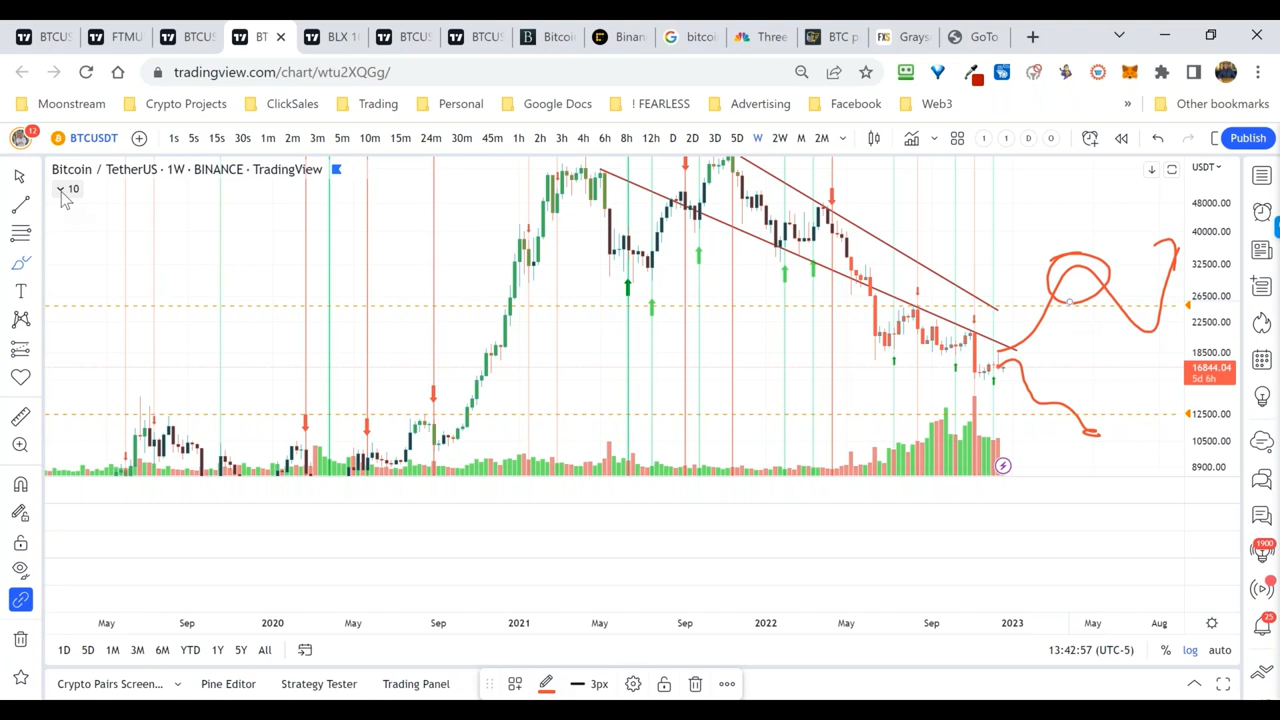 BTCUS
FTMU
BTCUS
BT
BLX 10
BTCUS
BTCUS
Bitcoi
Binan
bitcoi
Three
BTC p
Grays
GoTo
tradingview.com/chart/wtu2XQGg/
Moonstream
Crypto Projects
ClickSales
Trading
Personal
Google Docs
! FEARLESS
Advertising
Facebook
Web3
»
Other bookmarks
12
BTCUSDT
1s 5s 15s 30s 1m 2m 3m 5m 10m 15m 24m 30m 45m 1h 2h 3h 4h 6h 8h 12h D 2D 3D 5D W 2W M 2M
1 1 D O
Publish
Bitcoin / TetherUS · 1W · BINANCE · TradingView
USDT
10
48000.00
40000.00
32500.00
26500.00
22500.00
18500.00
16844.04
5d 6h
12500.00
10500.00
8900.00
1900
25
May Sep 2020 May Sep 2021 May Sep 2022 May Sep 2023 May Aug
1D 5D 1M 3M 6M YTD 1Y 5Y All
13:42:57 (UTC-5) % log auto
Crypto Pairs Screen...
Pine Editor
Strategy Tester
Trading Panel
3px